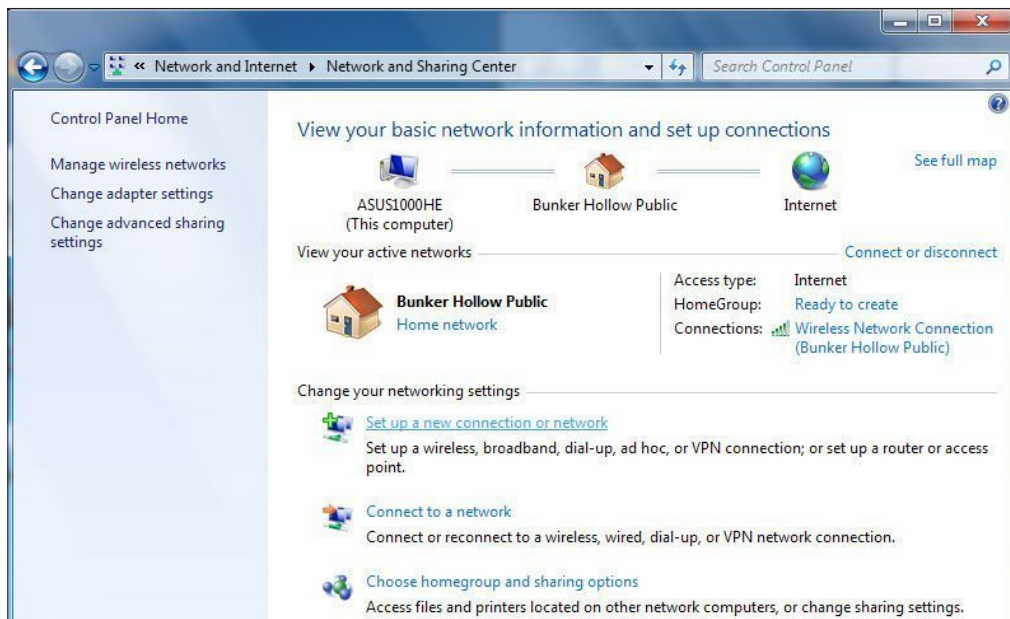 « Network and Internet ▸ Network and Sharing Center
Search Control Panel
Control Panel Home
Manage wireless networks
Change adapter settings
Change advanced sharing
settings
View your basic network information and set up connections
See full map
ASUS1000HE
(This computer)
Bunker Hollow Public
Internet
View your active networks
Connect or disconnect
Bunker Hollow Public
Home network
Access type: Internet
HomeGroup: Ready to create
Connections: Wireless Network Connection
(Bunker Hollow Public)
Change your networking settings
Set up a new connection or network
Set up a wireless, broadband, dial-up, ad hoc, or VPN connection; or set up a router or access
point.
Connect to a network
Connect or reconnect to a wireless, wired, dial-up, or VPN network connection.
Choose homegroup and sharing options
Access files and printers located on other network computers, or change sharing settings.